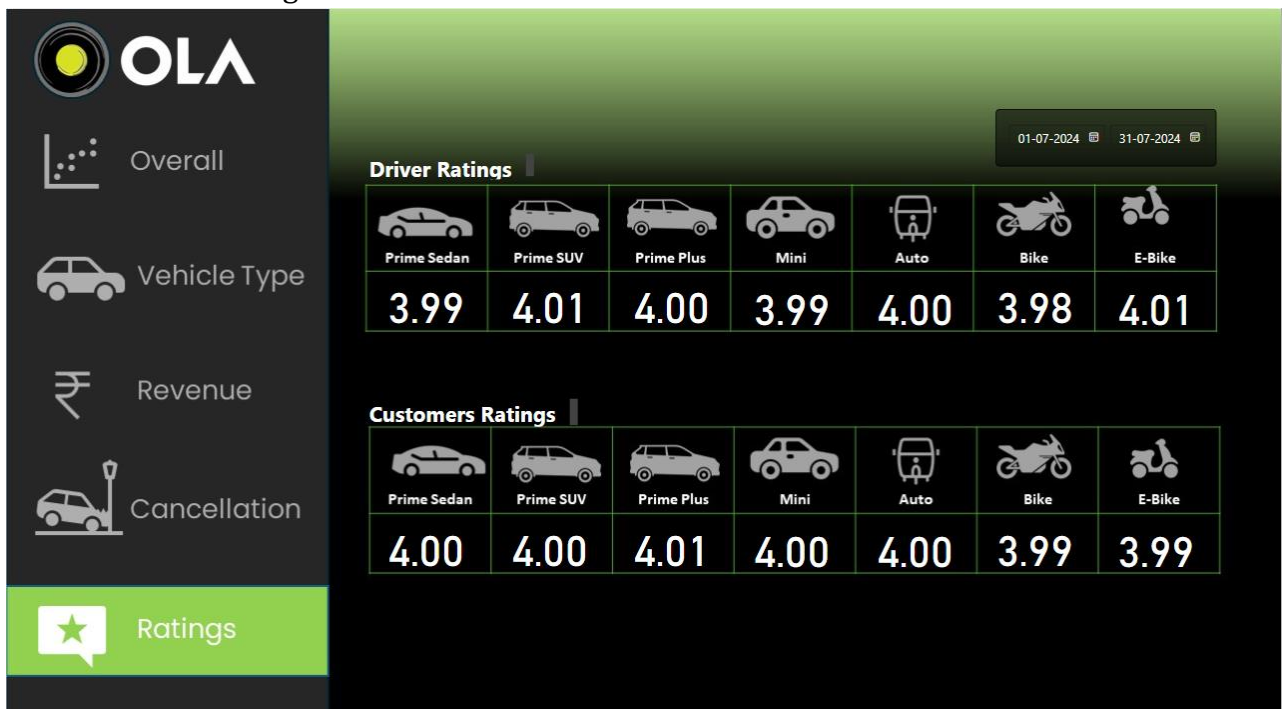 OLA
Overall
Vehicle Type
Revenue
Cancellation
Ratings
01-07-2024 31-07-2024
Driver Ratings
Prime Sedan Prime SUV Prime Plus Mini Auto Bike E-Bike
3.99 4.01 4.00 3.99 4.00 3.98 4.01
Customers Ratings
Prime Sedan Prime SUV Prime Plus Mini Auto Bike E-Bike
4.00 4.00 4.01 4.00 4.00 3.99 3.99